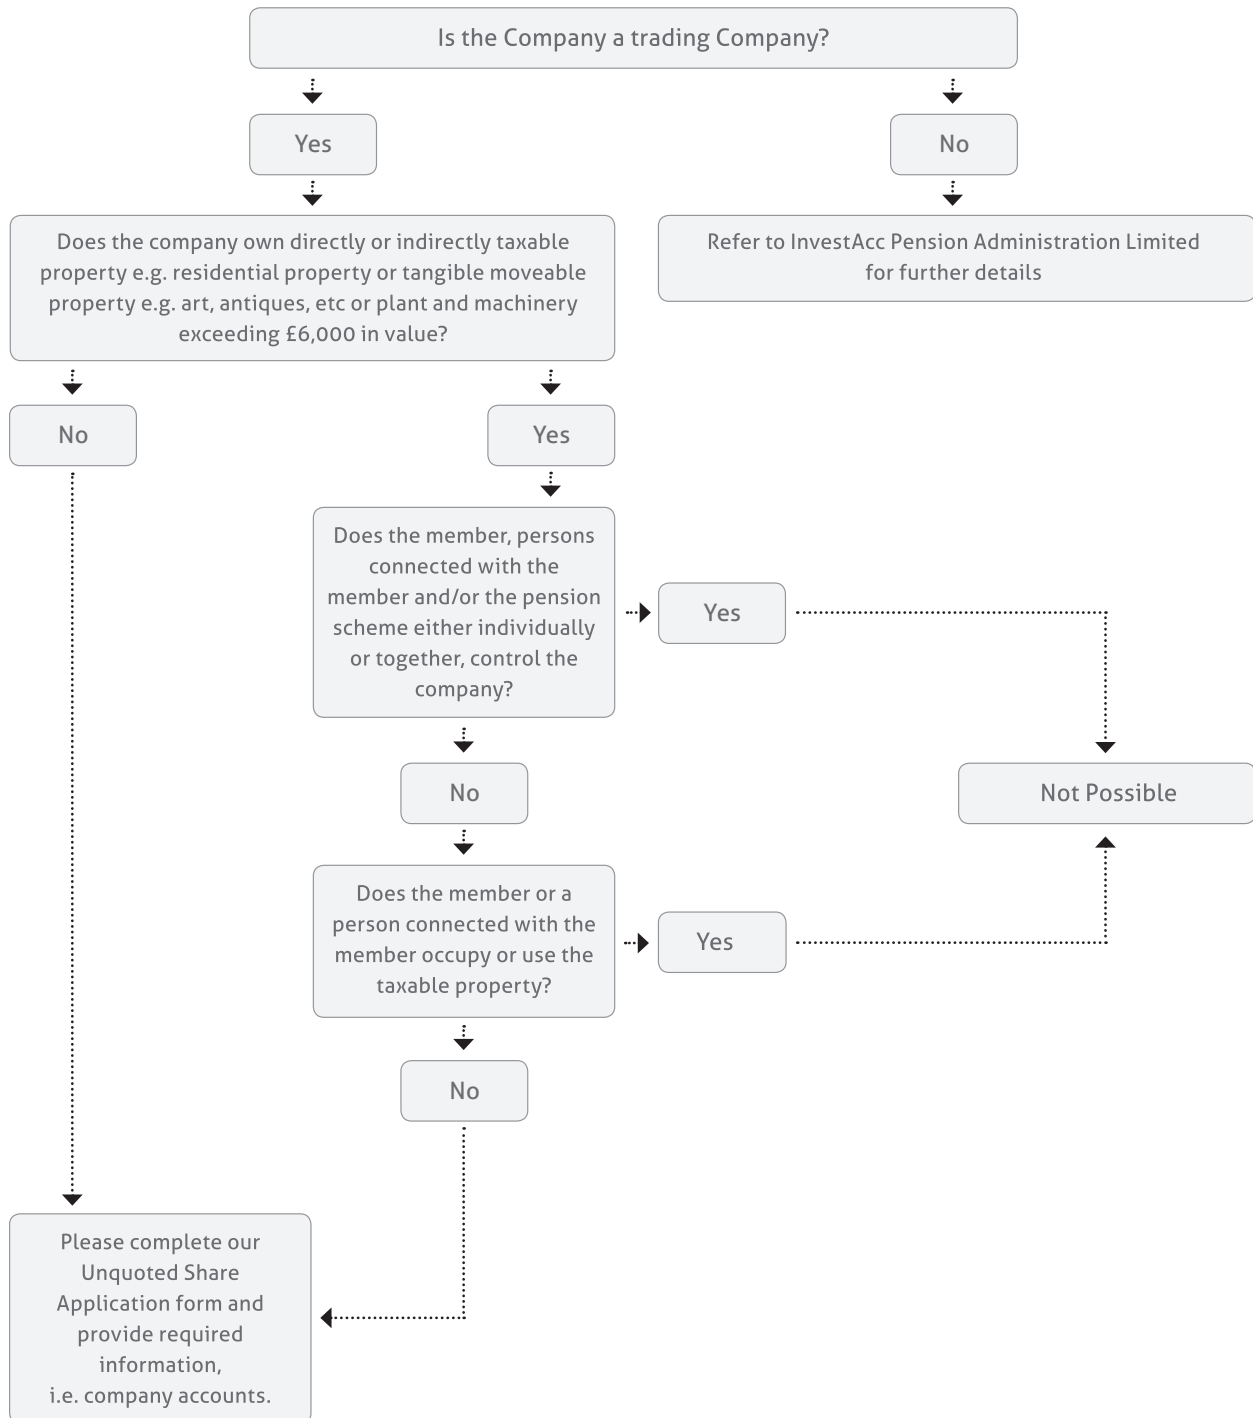 Is the Company a trading Company?
Yes
No
Does the company own directly or indirectly taxable
property e.g. residential property or tangible moveable
property e.g. art, antiques, etc or plant and machinery
exceeding £6,000 in value?
Refer to InvestAcc Pension Administration Limited
for further details
No
Yes
Does the member, persons
connected with the
member and/or the pension
scheme either individually
or together, control the
company?
Yes
No
Not Possible
Does the member or a
person connected with the
member occupy or use the
taxable property?
Yes
No
Please complete our
Unquoted Share
Application form and
provide required
information,
i.e. company accounts.